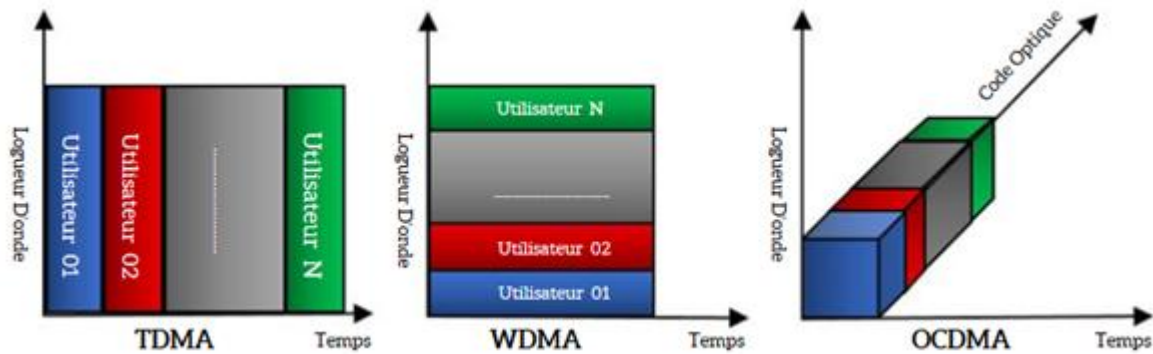 Logueur D'onde
Utilisateur 01
Utilisateur 02
..................
Utilisateur N
TDMA
Temps
Logueur D'onde
Utilisateur N
Utilisateur 02
Utilisateur 01
WDMA
Temps
Logueur D'onde
Code Optique
OCDMA
Temps